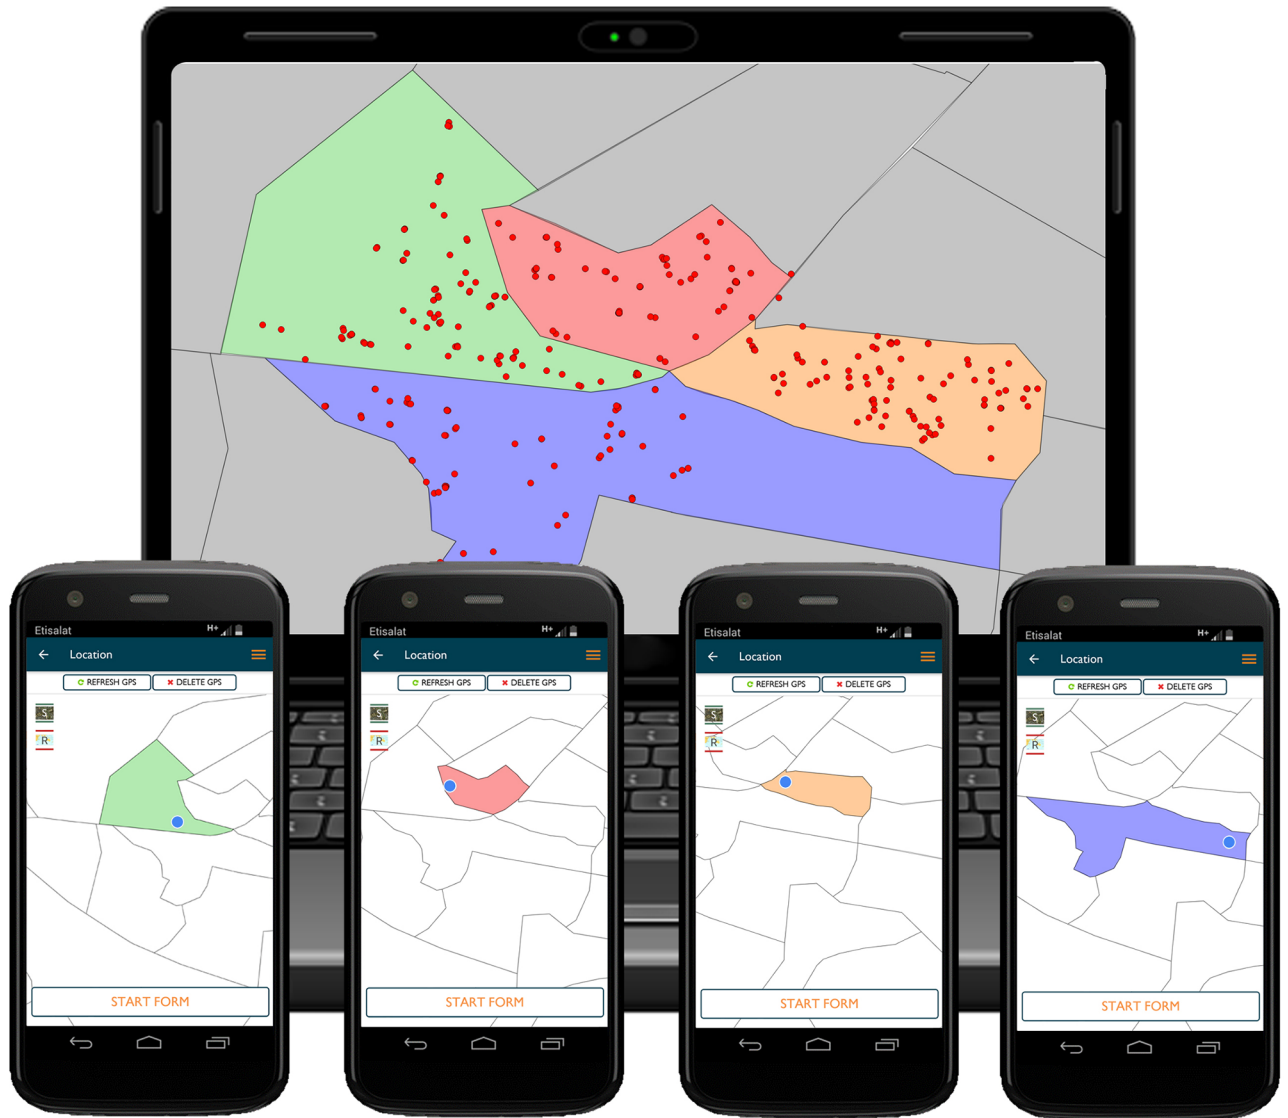 Etisalat H+
← Location
REFRESH GPS DELETE GPS
S
R
START FORM
Etisalat H+
← Location
REFRESH GPS DELETE GPS
S
R
START FORM
Etisalat H+
← Location
REFRESH GPS DELETE GPS
S
R
START FORM
Etisalat H+
← Location
REFRESH GPS DELETE GPS
S
R
START FORM